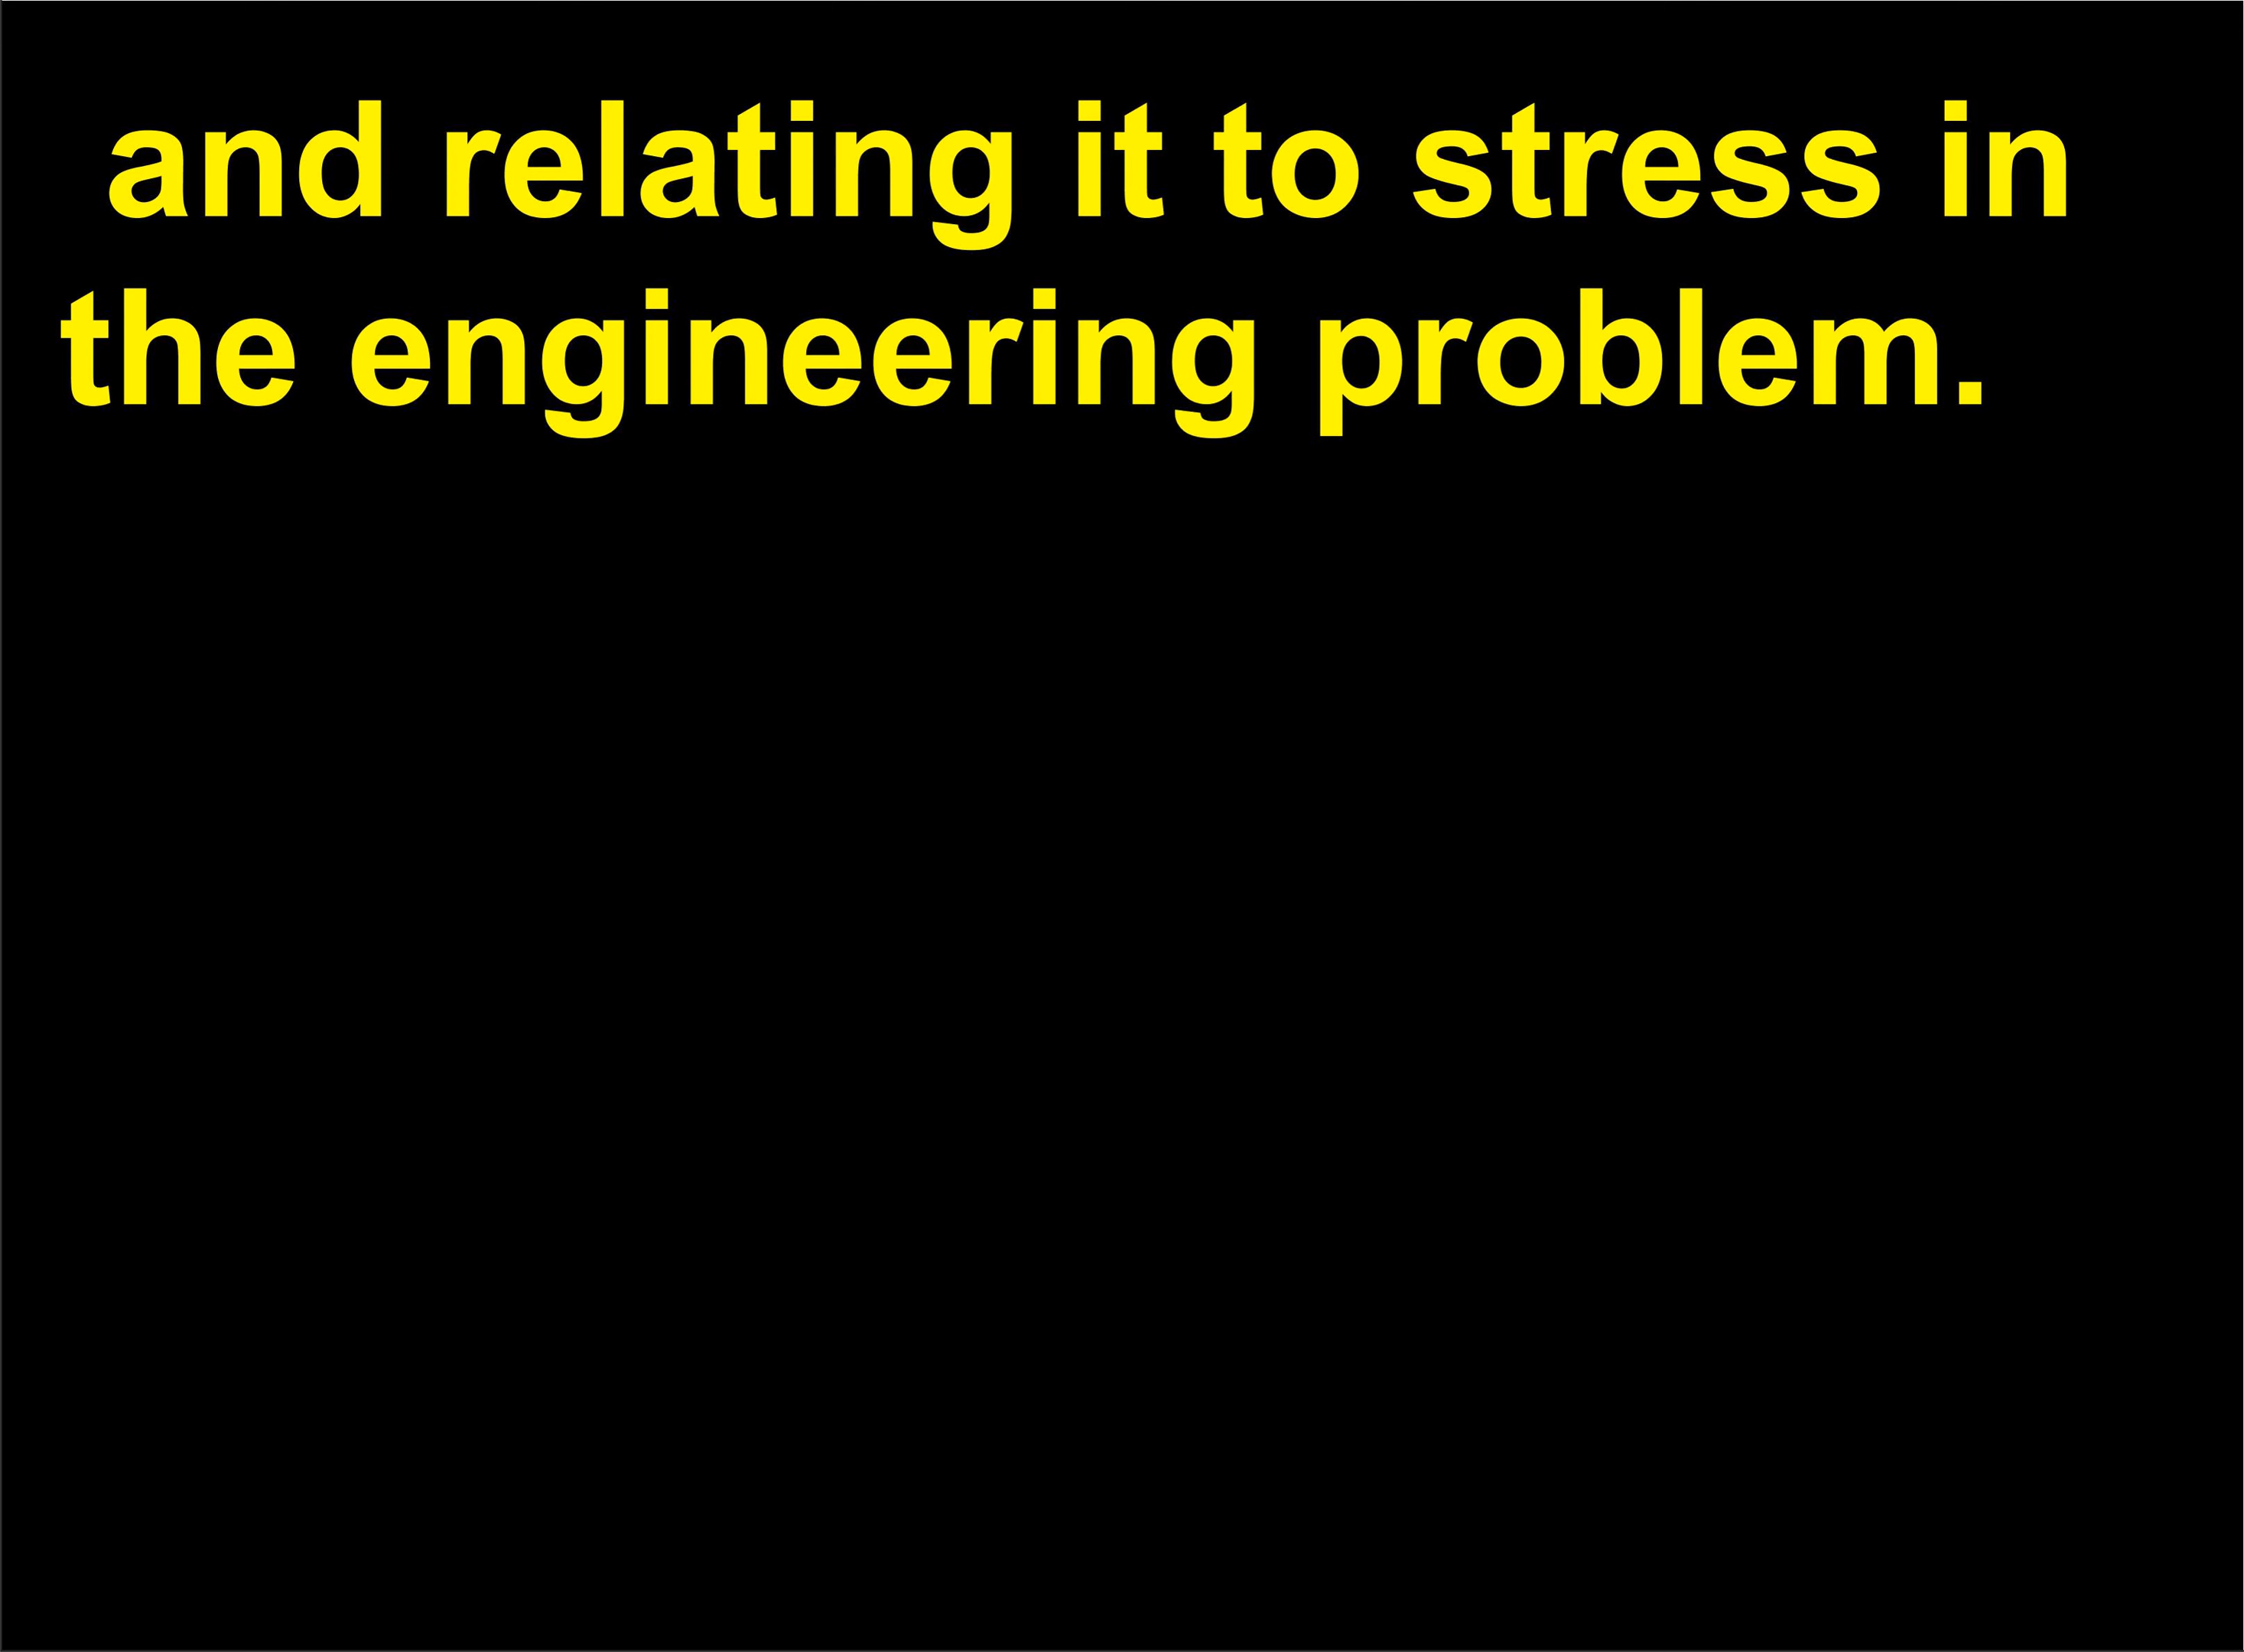 and relating it to stress in
the engineering problem.